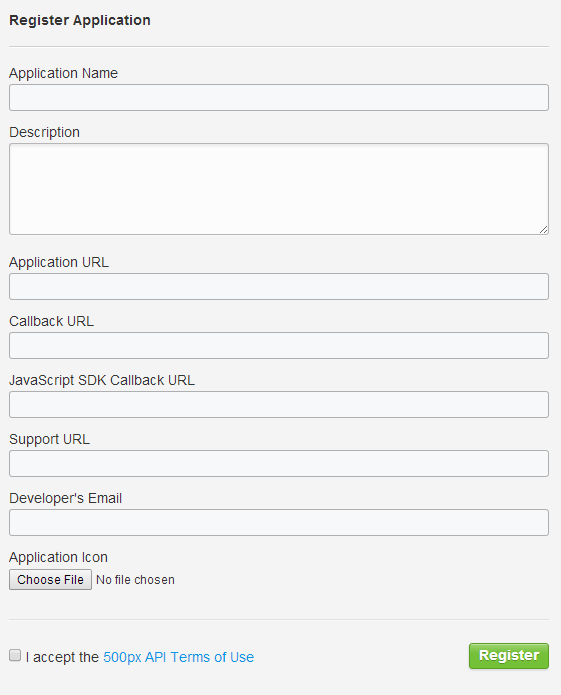 Register Application
Application Name
Description
Application URL
Callback URL
JavaScript SDK Callback URL
Support URL
Developer's Email
Application Icon
Choose File No file chosen
I accept the 500px API Terms of Use Register